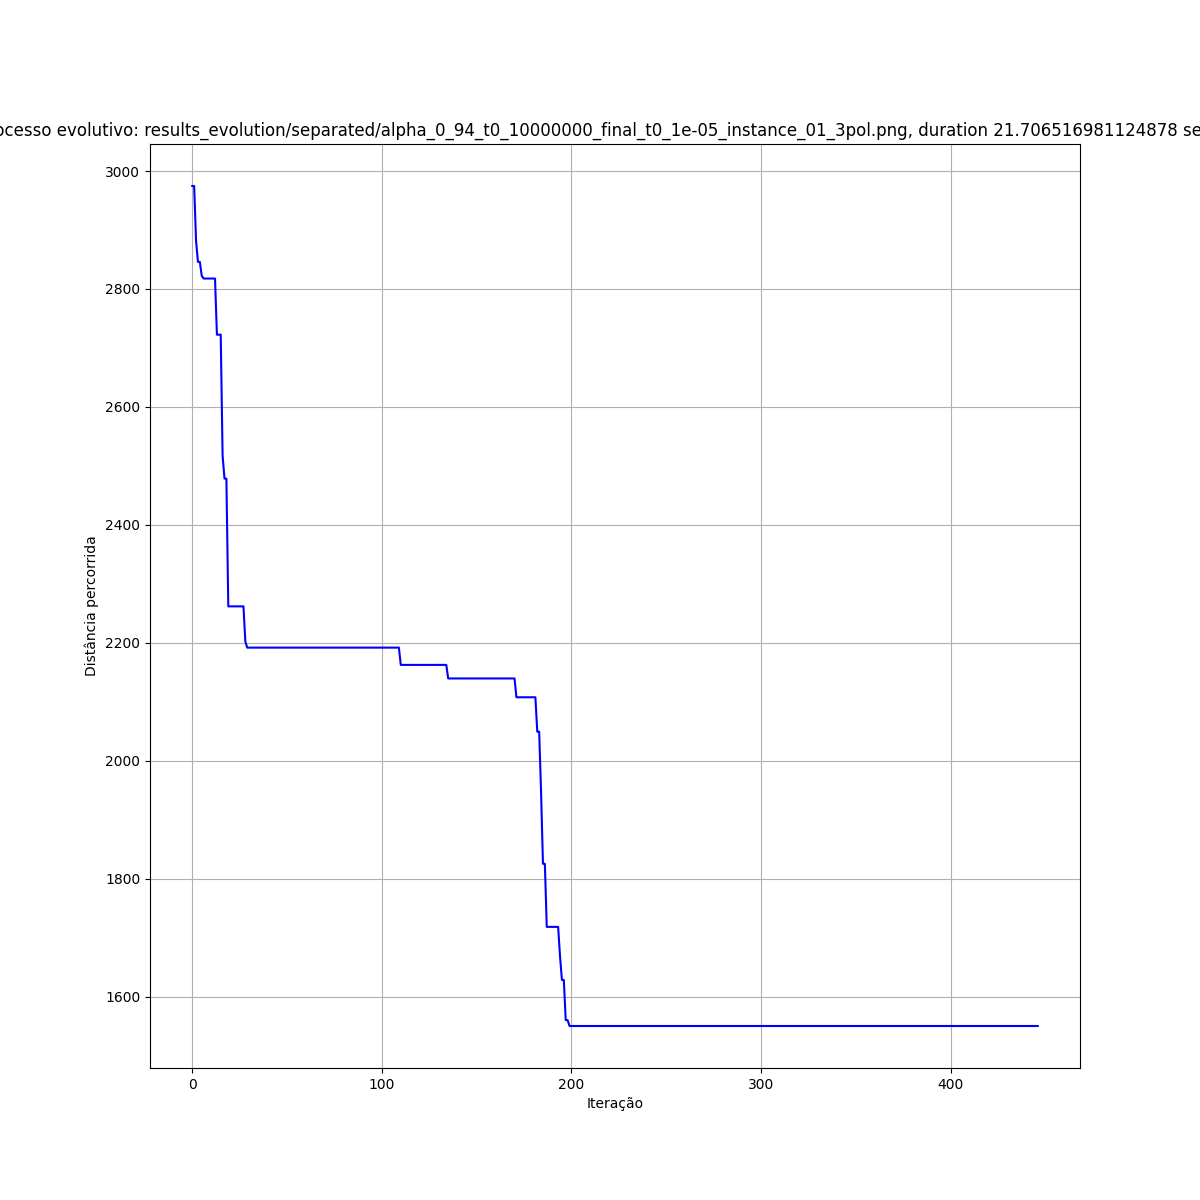 ocesso evolutivo: results_evolution/separated/alpha_0_94_t0_10000000_final_t0_1e-05_instance_01_3pol.png, duration 21.706516981124878 se
3000
2800
2600
2400
2200
2000
1800
1600
Distância percorrida
0 100 200 300 400
Iteração